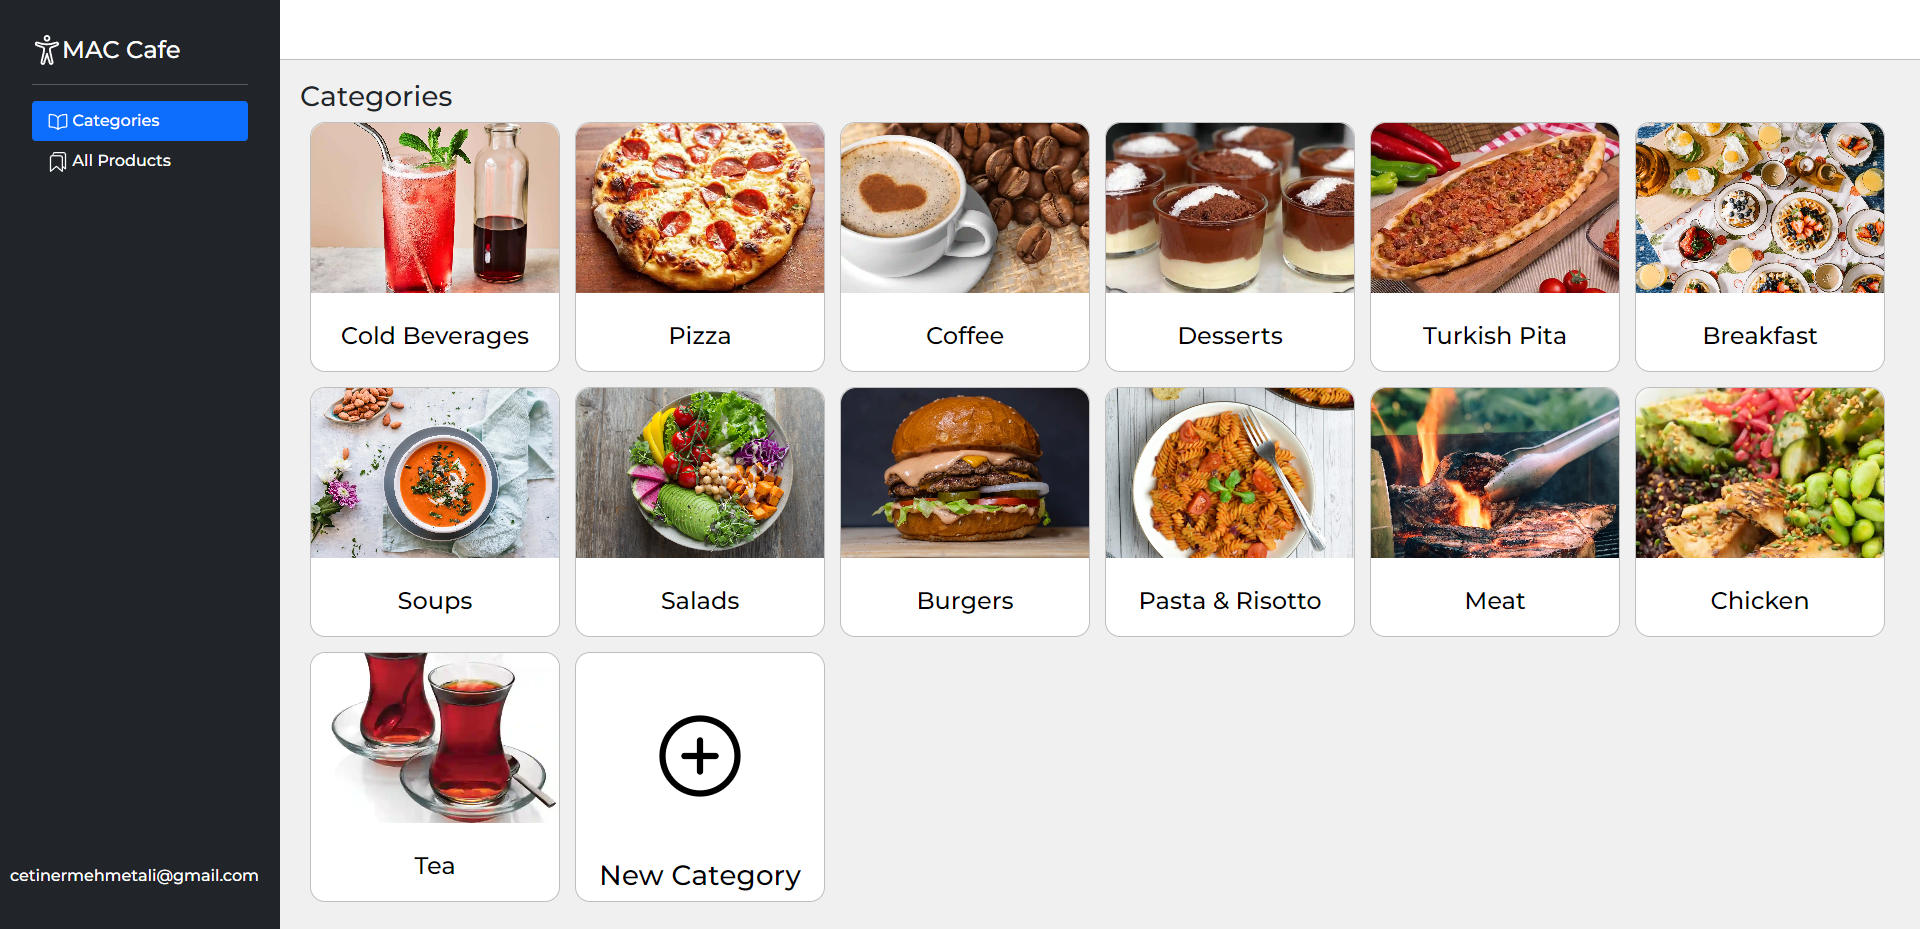 MAC Cafe
Categories
All Products
cetinermehmetali@gmail.com
Categories
Cold Beverages
Pizza
Coffee
Desserts
Turkish Pita
Breakfast
Soups
Salads
Burgers
Pasta & Risotto
Meat
Chicken
Tea
New Category